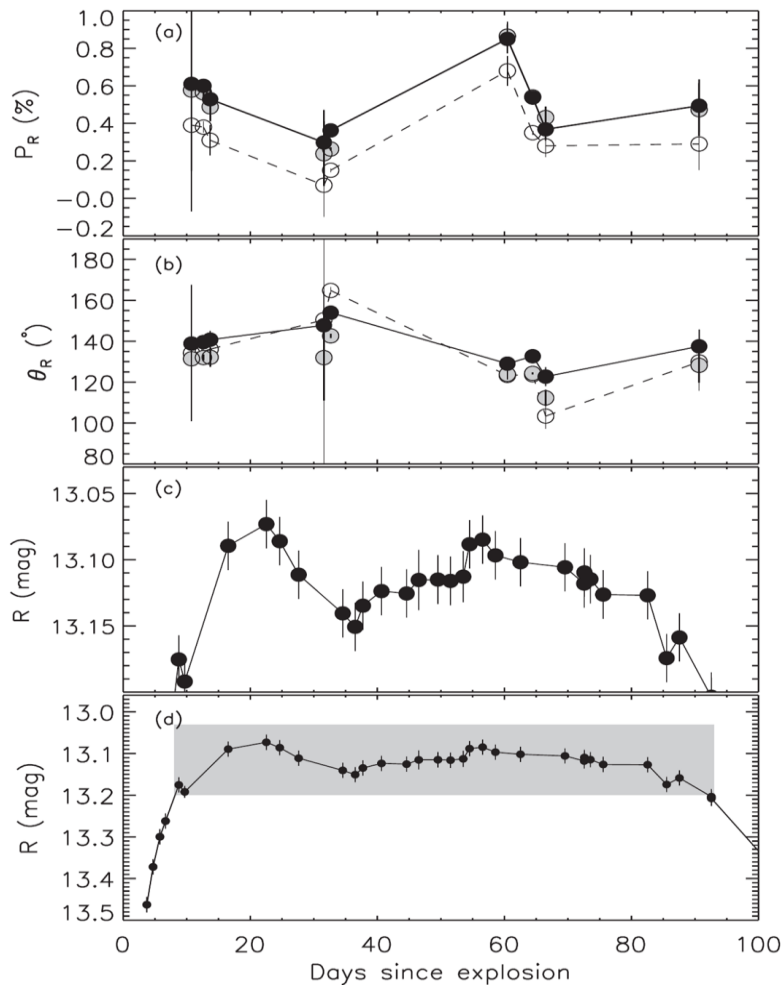 (a)
1.0
0.8
0.6
0.4
0.2
−0.0
−0.2
P_R (%)
(b)
180
160
140
120
100
80
θ_R (°)
(c)
13.05
13.10
13.15
R (mag)
(d)
13.0
13.1
13.2
13.3
13.4
13.5
R (mag)
0 20 40 60 80 100
Days since explosion